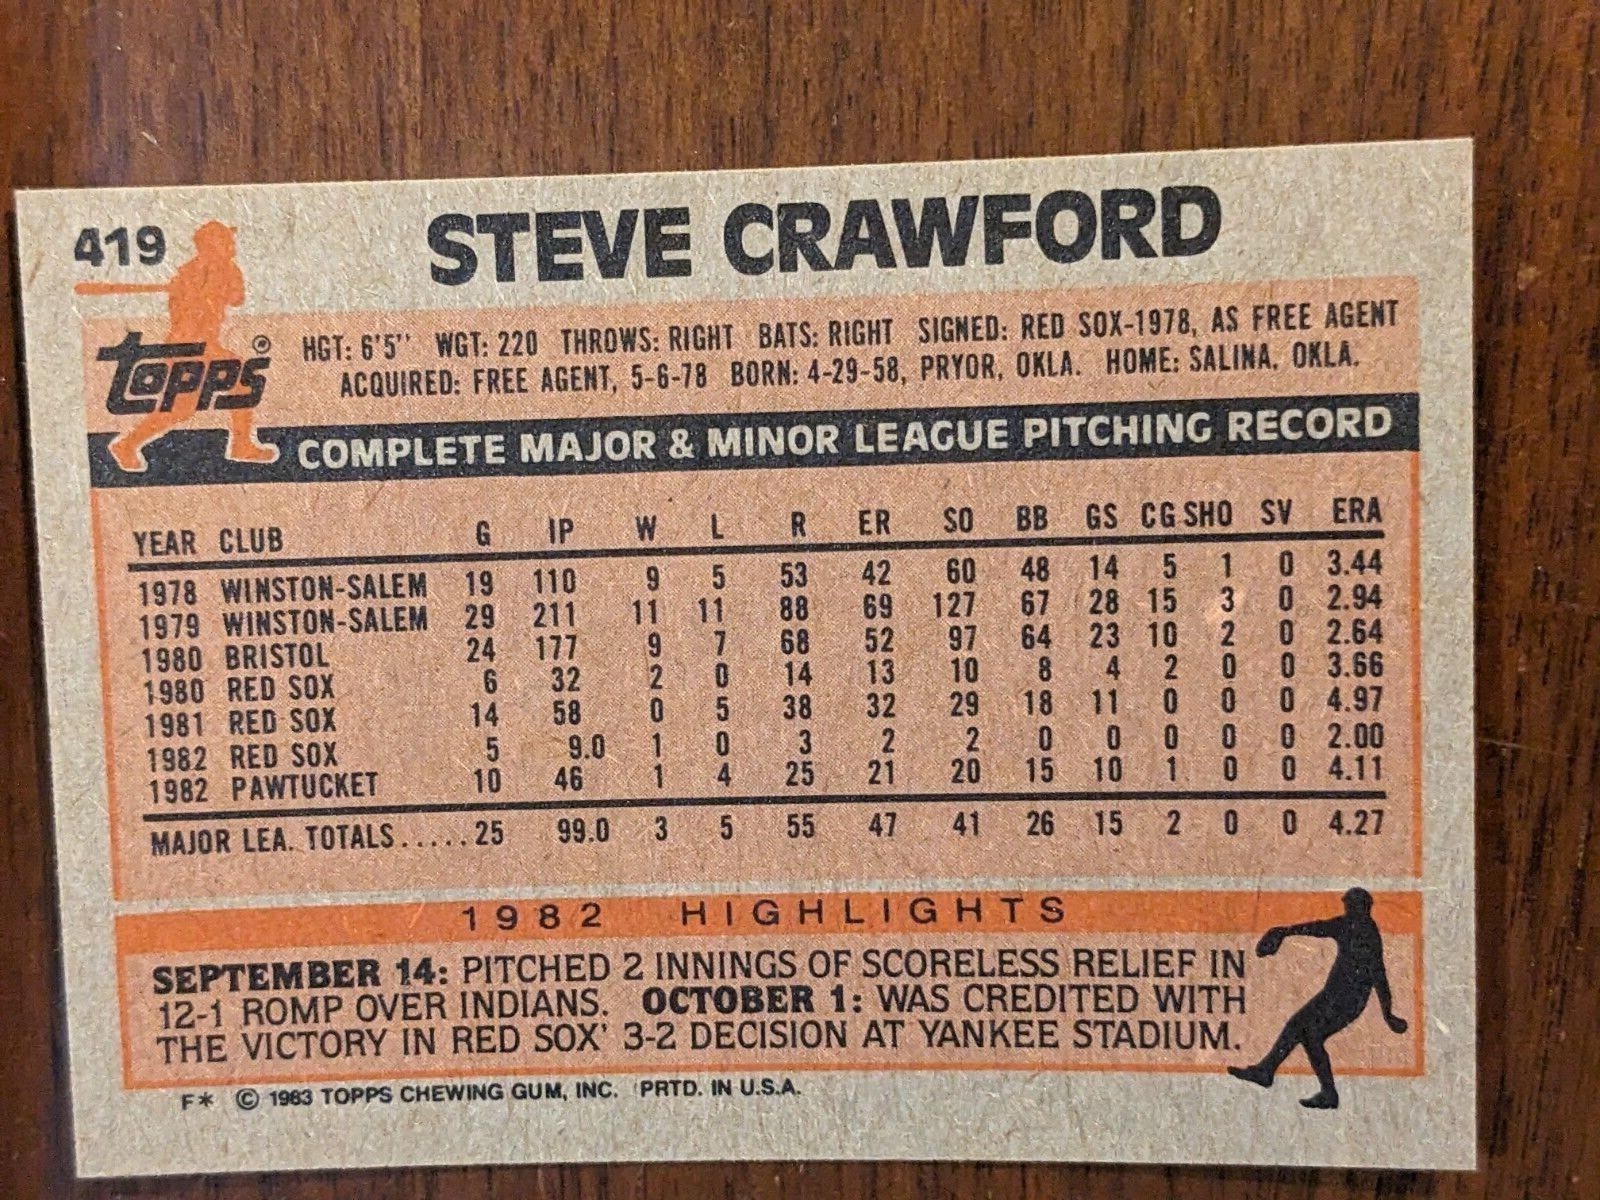 419
STEVE CRAWFORD
Topps®
HGT: 6'5" WGT: 220 THROWS: RIGHT BATS: RIGHT SIGNED: RED SOX-1978, AS FREE AGENT
ACQUIRED: FREE AGENT, 5-6-78 BORN: 4-29-58, PRYOR, OKLA. HOME: SALINA, OKLA.
COMPLETE MAJOR & MINOR LEAGUE PITCHING RECORD
YEAR CLUB G IP W L R ER SO BB GS CG SHO SV ERA
1978 WINSTON-SALEM 19 110 9 5 53 42 60 48 14 5 1 0 3.44
1979 WINSTON-SALEM 29 211 11 11 88 69 127 67 28 15 3 0 2.94
1980 BRISTOL 24 177 9 7 68 52 97 64 23 10 2 0 2.64
1980 RED SOX 6 32 2 0 14 13 10 8 4 2 0 0 3.66
1981 RED SOX 14 58 0 5 38 32 29 18 11 0 0 0 4.97
1982 RED SOX 5 9.0 1 0 3 2 2 0 0 0 0 0 2.00
1982 PAWTUCKET 10 46 1 4 25 21 20 15 10 1 0 0 4.11
MAJOR LEA. TOTALS.....25 99.0 3 5 55 47 41 26 15 2 0 0 4.27
1982 HIGHLIGHTS
SEPTEMBER 14: PITCHED 2 INNINGS OF SCORELESS RELIEF IN
12-1 ROMP OVER INDIANS. OCTOBER 1: WAS CREDITED WITH
THE VICTORY IN RED SOX' 3-2 DECISION AT YANKEE STADIUM.
F* © 1983 TOPPS CHEWING GUM, INC. PRTD. IN U.S.A.